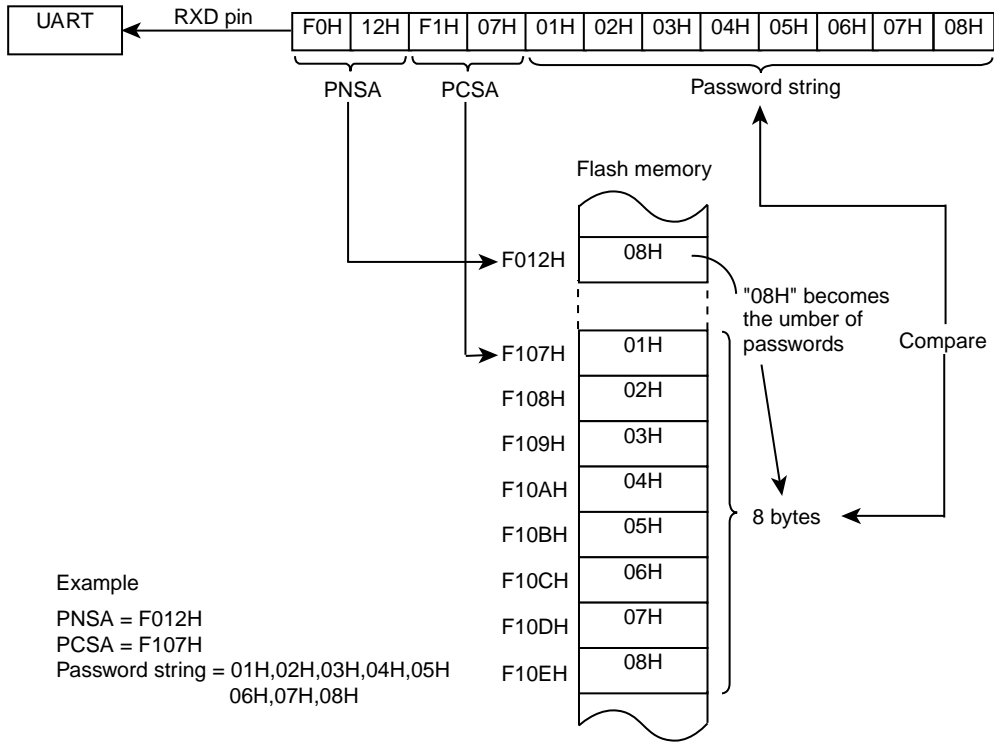 UART
RXD pin
F0H 12H F1H 07H 01H 02H 03H 04H 05H 06H 07H 08H
PNSA PCSA Password string
Flash memory
F012H 08H
"08H" becomes
the umber of
passwords
Compare
F107H 01H
F108H 02H
F109H 03H
F10AH 04H
F10BH 05H
8 bytes
F10CH 06H
F10DH 07H
F10EH 08H
Example
PNSA = F012H
PCSA = F107H
Password string = 01H,02H,03H,04H,05H
06H,07H,08H